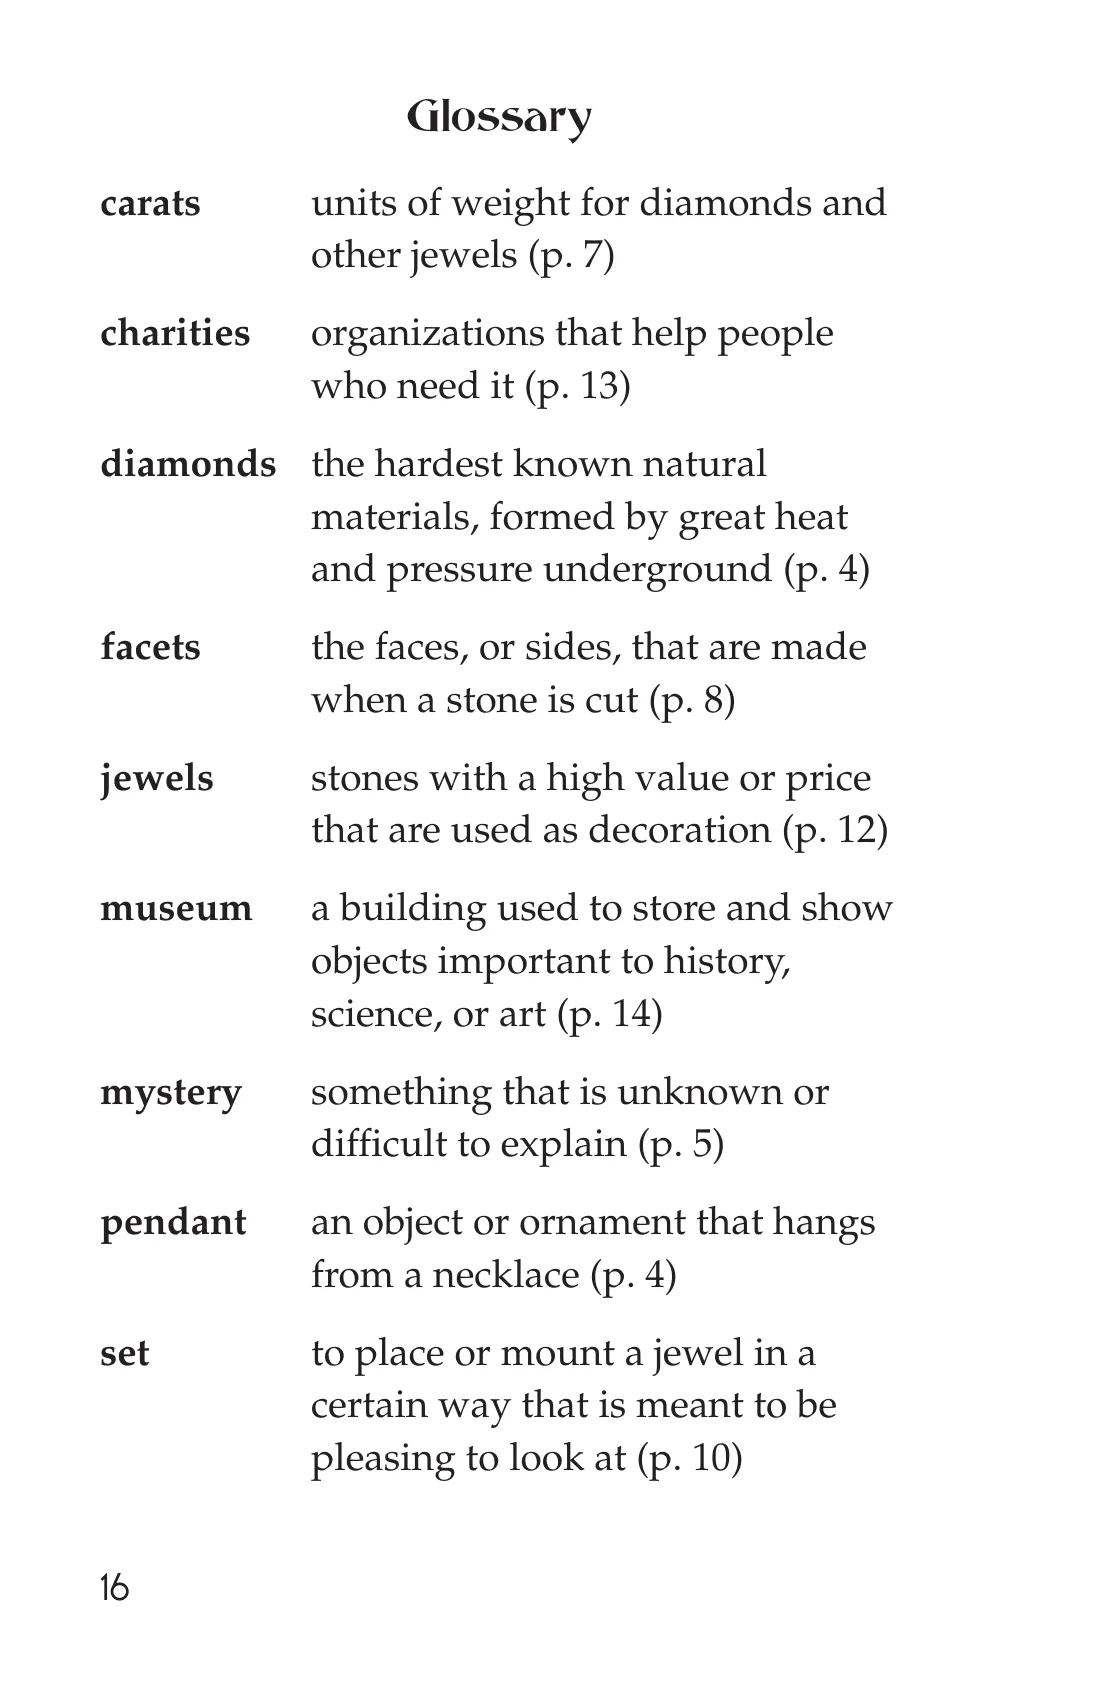 Glossary
carats units of weight for diamonds and
other jewels (p. 7)
charities organizations that help people
who need it (p. 13)
diamonds the hardest known natural
materials, formed by great heat
and pressure underground (p. 4)
facets the faces, or sides, that are made
when a stone is cut (p. 8)
jewels stones with a high value or price
that are used as decoration (p. 12)
museum a building used to store and show
objects important to history,
science, or art (p. 14)
mystery something that is unknown or
difficult to explain (p. 5)
pendant an object or ornament that hangs
from a necklace (p. 4)
set to place or mount a jewel in a
certain way that is meant to be
pleasing to look at (p. 10)
16